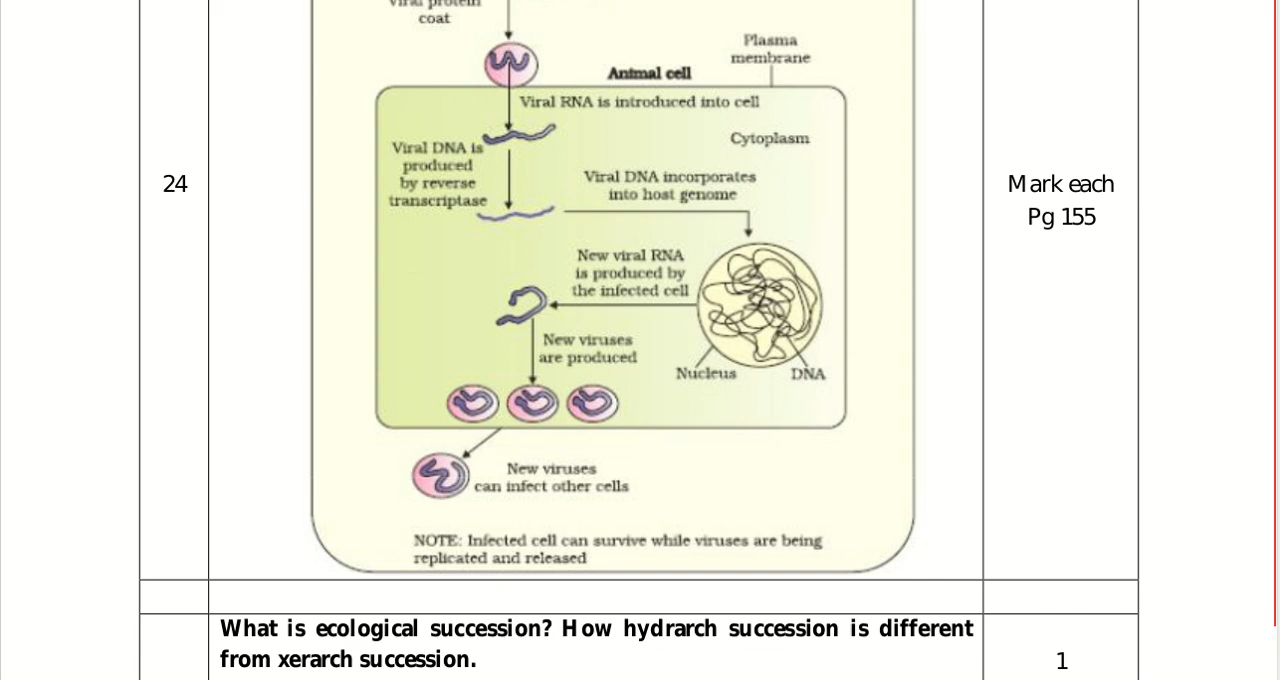 Viral protein
coat
Plasma
membrane
Animal cell
Viral RNA is introduced into cell
Cytoplasm
Viral DNA is
produced
by reverse
transcriptase
Viral DNA incorporates
into host genome
24
Mark each
Pg 155
New viral RNA
is produced by
the infected cell
New viruses
are produced
Nucleus
DNA
New viruses
can infect other cells
NOTE: Infected cell can survive while viruses are being
replicated and released
What is ecological succession? How hydrarch succession is different
from xerarch succession.
1